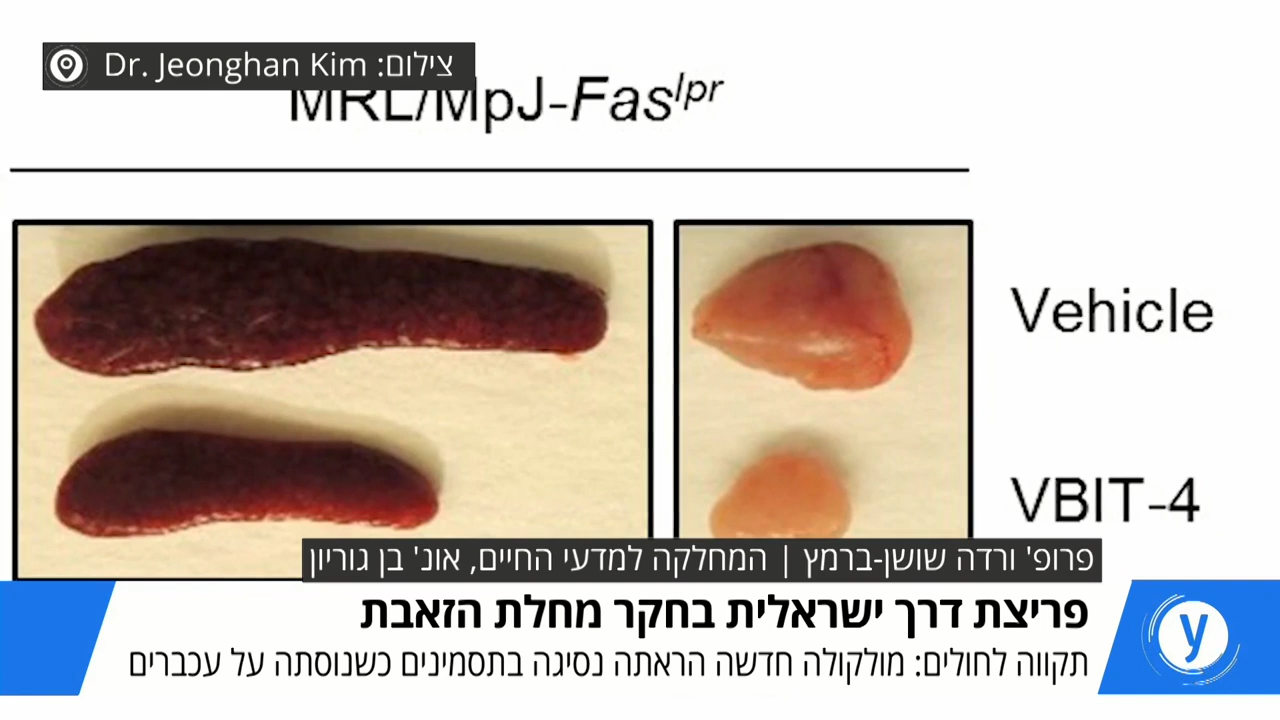 צילום: Dr. Jeonghan Kim
MRL/MpJ-Fas^lpr
Vehicle
VBIT-4
פרופ' ורדה שושן-ברמץ | המחלקה למדעי החיים, אונ' בן גוריון
פריצת דרך ישראלית בחקר מחלת הזאבת
תקווה לחולים: מולקולה חדשה הראתה נסיגה בתסמינים כשנוסתה על עכברים
y